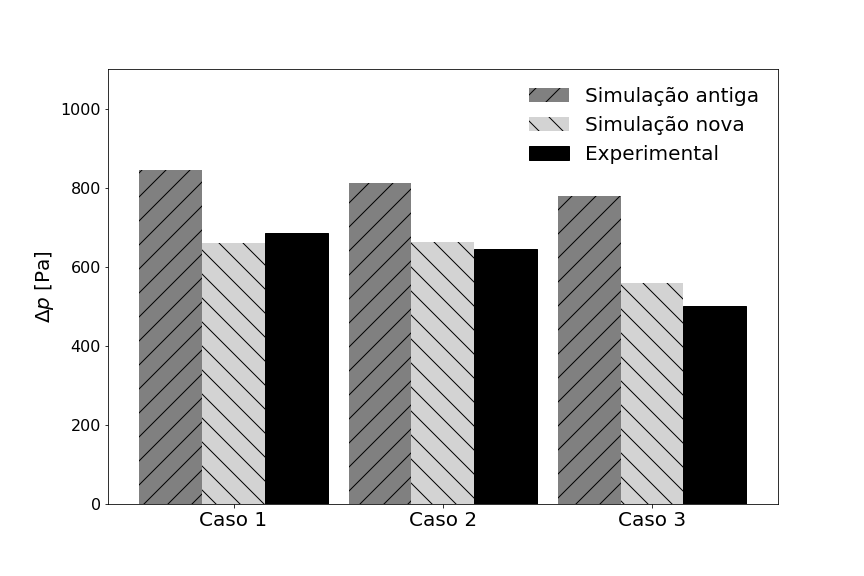 Simulação antiga
Simulação nova
Experimental
Δp [Pa]
1000
800
600
400
200
0
Caso 1 Caso 2 Caso 3